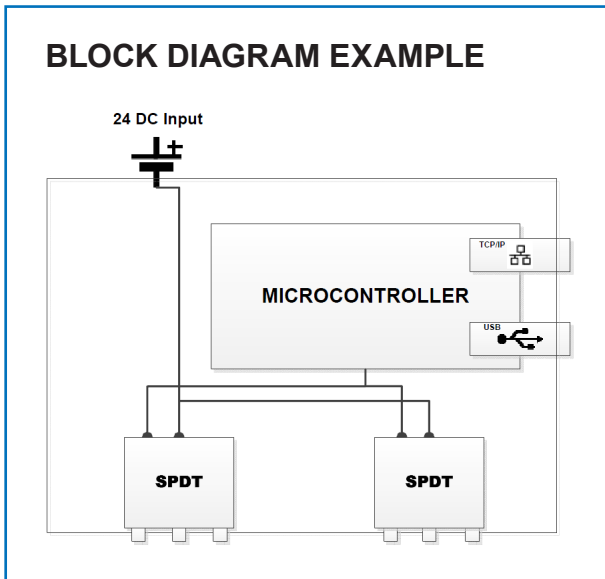 BLOCK DIAGRAM EXAMPLE
24 DC Input
+
TCP/IP
MICROCONTROLLER
USB
SPDT
SPDT